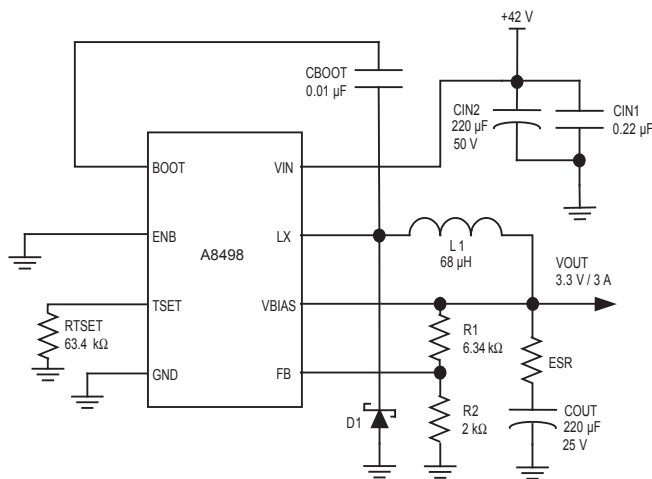 +42 V
CBOOT
0.01 µF
CIN2
220 µF
50 V
CIN1
0.22 µF
BOOT
VIN
ENB
LX
A8498
L1
68 µH
VOUT
3.3 V / 3 A
TSET
VBIAS
RTSET
63.4 kΩ
R1
6.34 kΩ
ESR
GND
FB
D1
R2
2 kΩ
COUT
220 µF
25 V